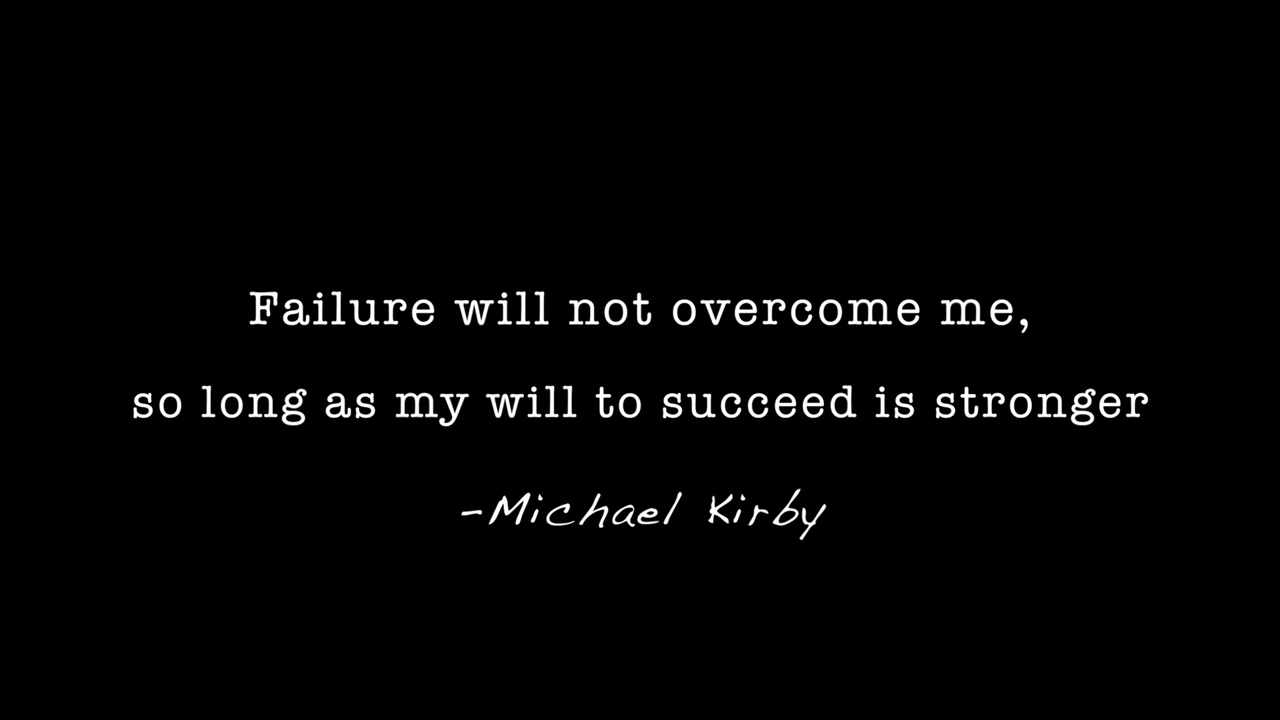 Failure will not overcome me,
so long as my will to succeed is stronger
-Michael Kirby